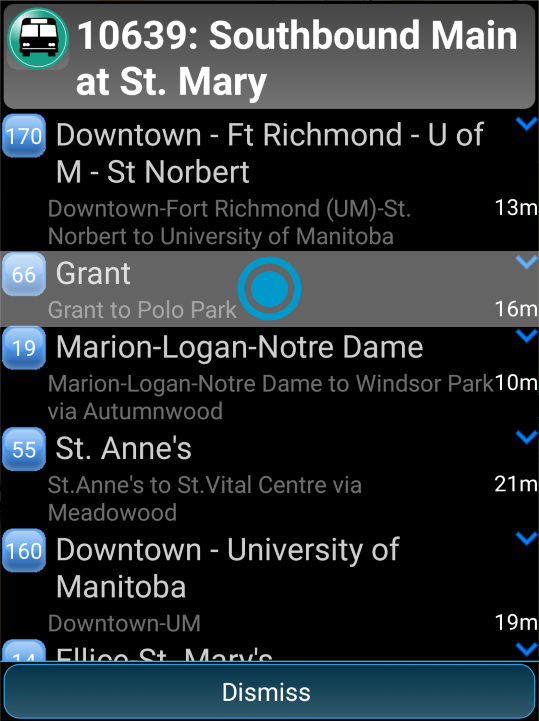 10639: Southbound Main
at St. Mary
170 Downtown - Ft Richmond - U of
M - St Norbert
Downtown-Fort Richmond (UM)-St. 13m
Norbert to University of Manitoba
66 Grant
Grant to Polo Park 16m
19 Marion-Logan-Notre Dame
Marion-Logan-Notre Dame to Windsor Park 10m
via Autumnwood
55 St. Anne's
St.Anne's to St.Vital Centre via 21m
Meadowood
160 Downtown - University of
Manitoba
Downtown-UM 19m
14 Ellice-St. Mary's
Dismiss